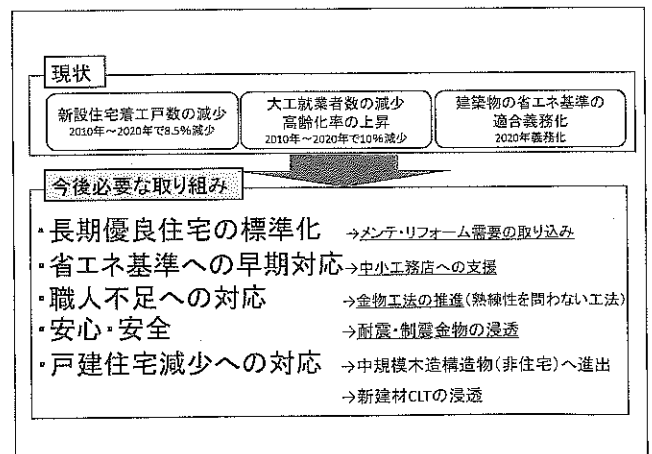 現状
新設住宅着工戸数の減少
2010年～2020年で8.5%減少
大工就業者数の減少
高齢化率の上昇
2010年～2020年で10%減少
建築物の省エネ基準の
適合義務化
2020年義務化
今後必要な取り組み
・長期優良住宅の標準化 →メンテ・リフォーム需要の取り込み
・省エネ基準への早期対応→中小工務店への支援
・職人不足への対応 →金物工法の推進(熟練性を問わない工法)
・安心・安全 →耐震・制震金物の浸透
・戸建住宅減少への対応 →中規模木造構造物(非住宅)へ進出
→新建材CLTの浸透